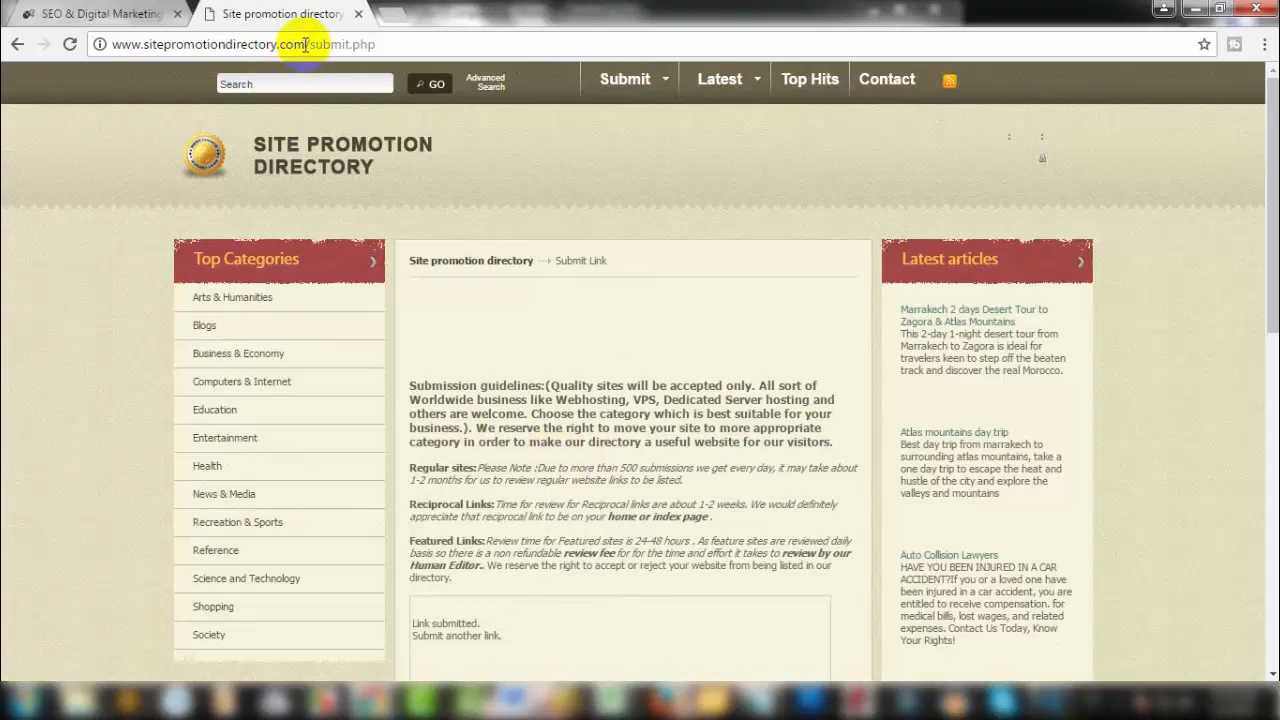 SEO & Digital Marketing
Site promotion directory
www.sitepromotiondirectory.com/submit.php
Search
GO
Advanced
Search
Submit
Latest
Top Hits
Contact
SITE PROMOTION
DIRECTORY
Top Categories
Arts & Humanities
Blogs
Business & Economy
Computers & Internet
Education
Entertainment
Health
News & Media
Recreation & Sports
Reference
Science and Technology
Shopping
Society
Site promotion directory
Submit Link
Submission guidelines:(Quality sites will be accepted only. All sort of
Worldwide business like Webhosting, VPS, Dedicated Server hosting and
others are welcome. Choose the category which is best suitable for your
business.). We reserve the right to move your site to more appropriate
category in order to make our directory a useful website for our visitors.
Regular sites:Please Note :Due to more than 500 submissions we get every day, it may take about
1-2 months for us to review regular website links to be listed.
Reciprocal Links:Time for review for Reciprocal links are about 1-2 weeks. We would definitely
appreciate that reciprocal link to be on your home or index page .
Featured Links:Review time for Featured sites is 24-48 hours . As feature sites are reviewed daily
basis so there is a non refundable review fee for for the time and effort it takes to review by our
Human Editor.. We reserve the right to accept or reject your website from being listed in our
directory.
Link submitted.
Submit another link.
Latest articles
Marrakech 2 days Desert Tour to
Zagora & Atlas Mountains
This 2-day 1-night desert tour from
Marrakech to Zagora is ideal for
travelers keen to step off the beaten
track and discover the real Morocco.
Atlas mountains day trip
Best day trip from marrakech to
surrounding atlas mountains, take a
one day trip to escape the heat and
hustle of the city and explore the
valleys and mountains
Auto Collision Lawyers
HAVE YOU BEEN INJURED IN A CAR
ACCIDENT?If you or a loved one have
been injured in a car accident, you are
entitled to receive compensation. for
medical bills, lost wages, and related
expenses. Contact Us Today, Know
Your Rights!